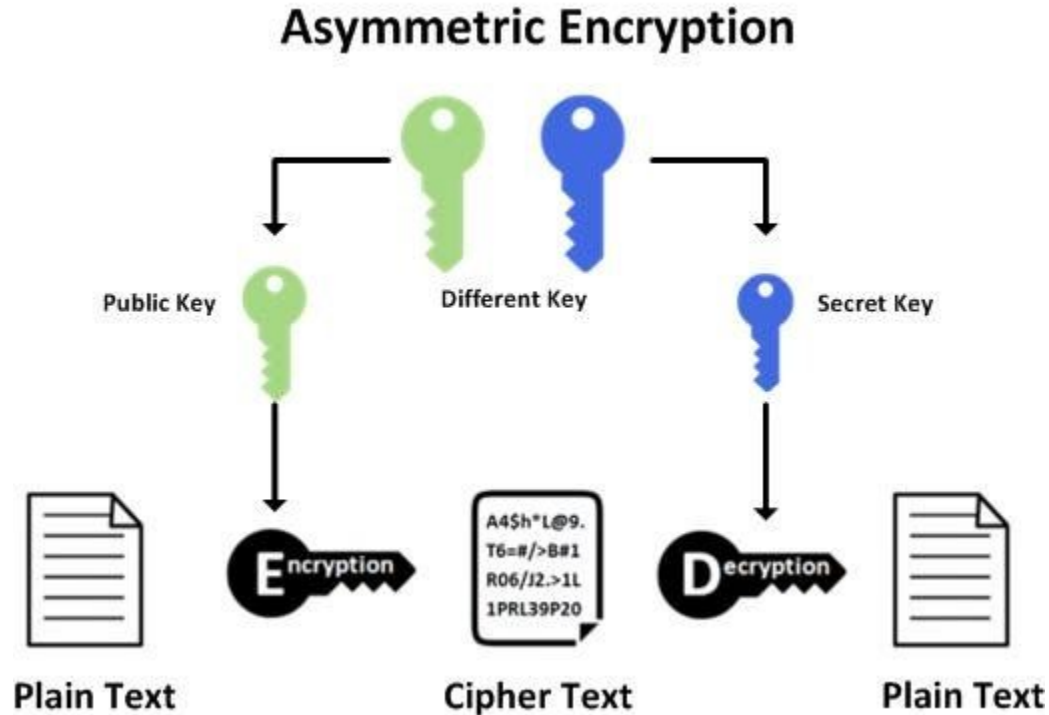 Asymmetric Encryption
Public Key
Different Key
Secret Key
Encryption
A4$h*L@9.
T6=#/>B#1
R06/J2.>1L
1PRL39P20
Decryption
Plain Text
Cipher Text
Plain Text